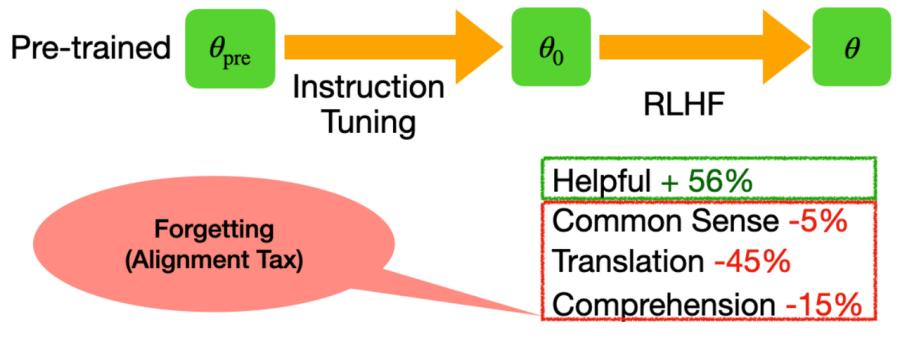 Pre-trained θpre θ0 θ
Instruction
Tuning
RLHF
Helpful + 56%
Common Sense -5%
Translation -45%
Comprehension -15%
Forgetting
(Alignment Tax)